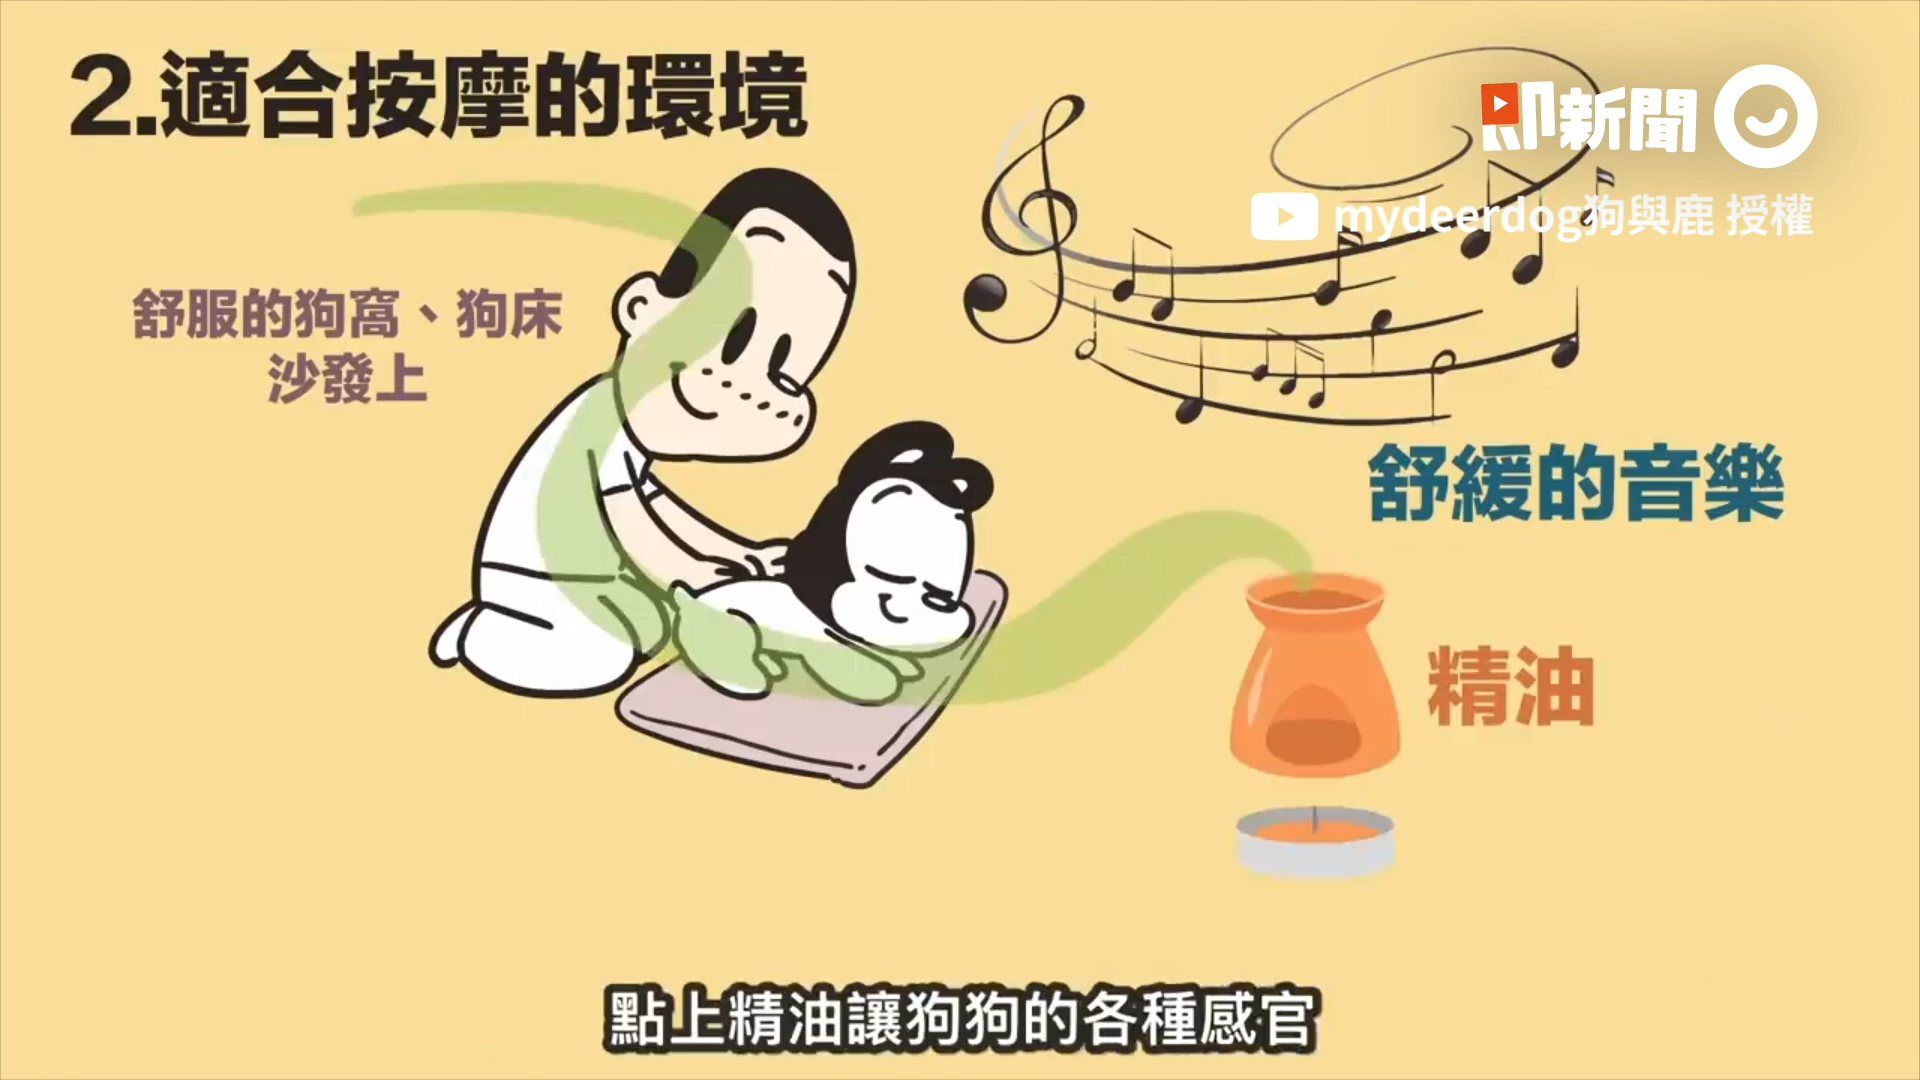 2.適合按摩的環境
即新聞
mydeerdog狗與鹿 授權
舒服的狗窩、狗床
沙發上
舒緩的音樂
精油
點上精油讓狗狗的各種感官